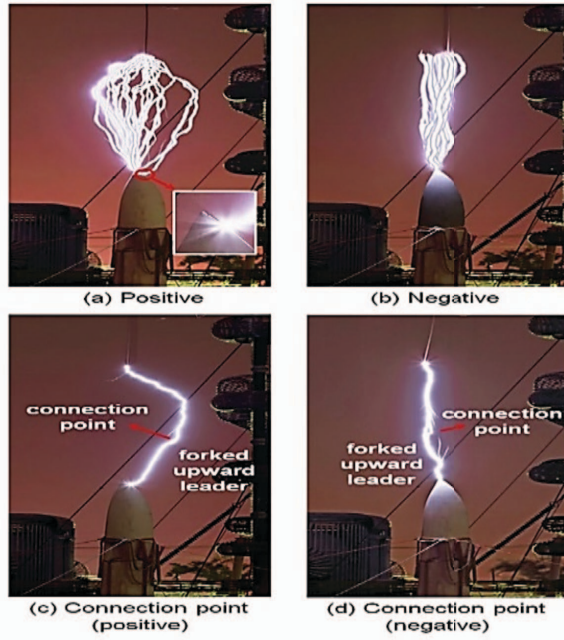 (a) Positive
(b) Negative
connection
point
forked
upward
leader
connection
point
forked
upward
leader
(c) Connection point
(positive)
(d) Connection point
(negative)